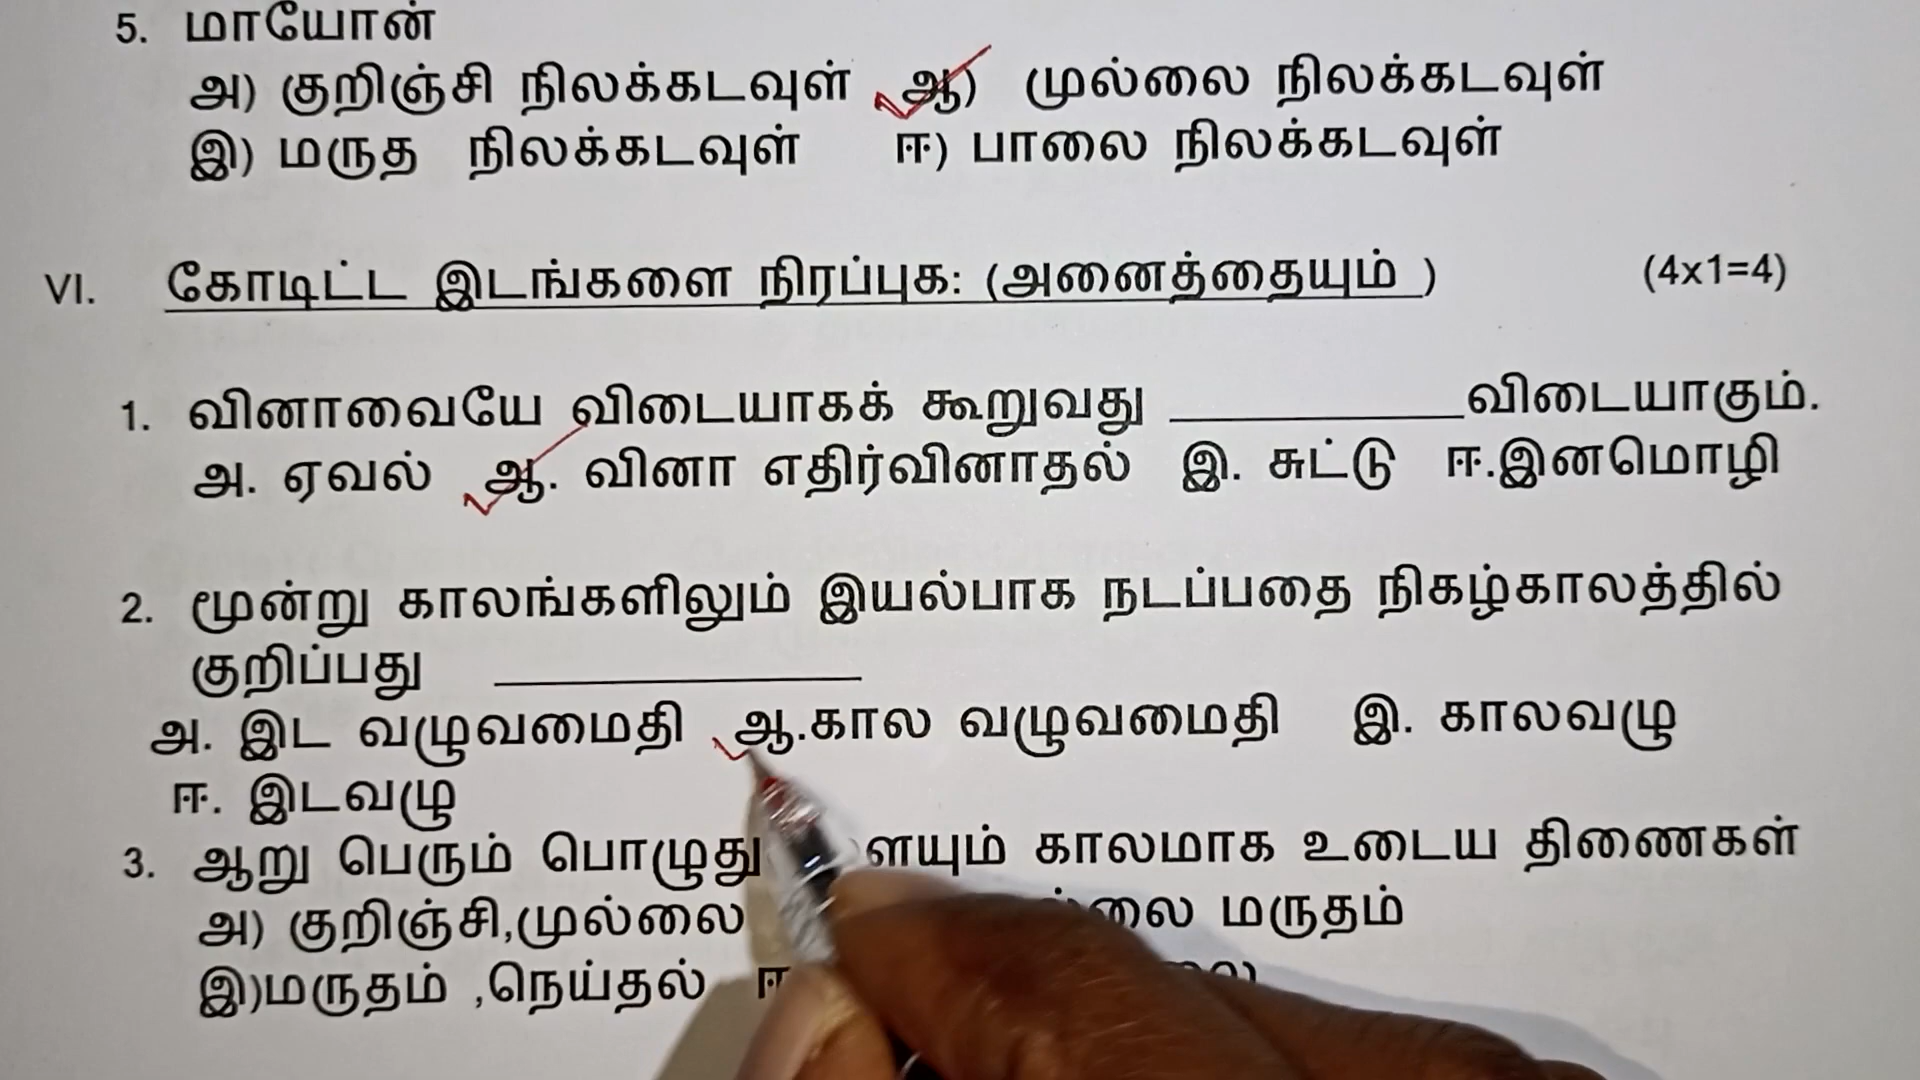 5. மாயோன்
அ) குறிஞ்சி நிலக்கடவுள் ஆ) முல்லை நிலக்கடவுள்
இ) மருத நிலக்கடவுள் ஈ) பாலை நிலக்கடவுள்
VI. கோடிட்ட இடங்களை நிரப்புக: (அனைத்தையும் ) (4x1=4)
1. வினாவையே விடையாகக் கூறுவது ____________விடையாகும்.
அ. ஏவல் ஆ. வினா எதிர்வினாதல் இ. சுட்டு ஈ.இனமொழி
2. மூன்று காலங்களிலும் இயல்பாக நடப்பதை நிகழ்காலத்தில்
குறிப்பது _______________
அ. இட வழுவமைதி ஆ.கால வழுவமைதி இ. காலவழு
ஈ. இடவழு
3. ஆறு பெரும் பொழுது காலமாக உடைய திணைகள்
அ) குறிஞ்சி,முல்லை மருதம்
இ)மருதம் ,நெய்தல் ஈ